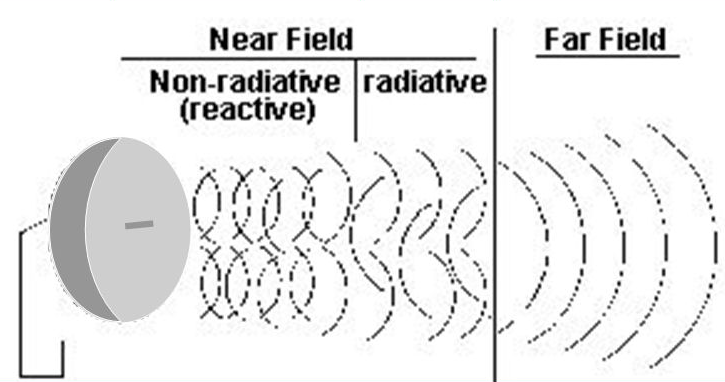 Near Field
Far Field
Non-radiative
(reactive)
radiative